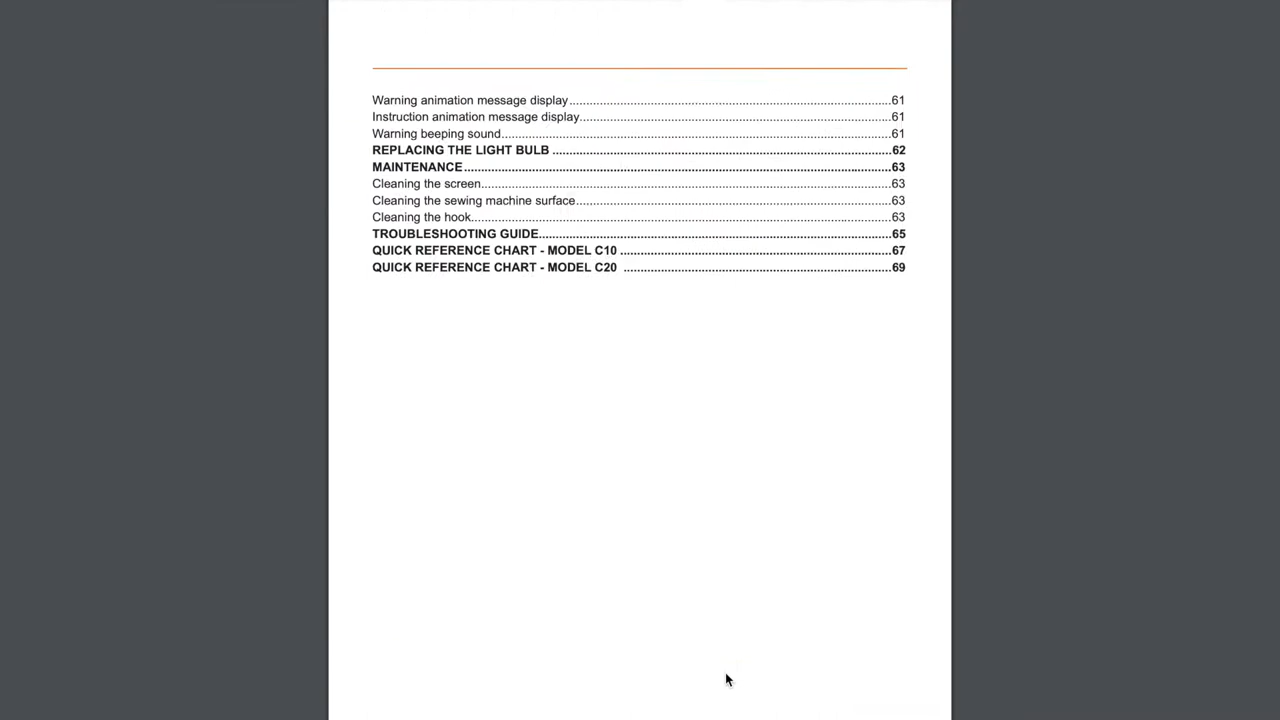 Warning animation message display....................................................................................................61
Instruction animation message display.................................................................................................61
Warning beeping sound.........................................................................................................................61
REPLACING THE LIGHT BULB ....................................................................................................62
MAINTENANCE.............................................................................................................................63
Cleaning the screen...............................................................................................................................63
Cleaning the sewing machine surface..................................................................................................63
Cleaning the hook..................................................................................................................................63
TROUBLESHOOTING GUIDE.......................................................................................................65
QUICK REFERENCE CHART - MODEL C10 .................................................................................67
QUICK REFERENCE CHART - MODEL C20 .................................................................................69